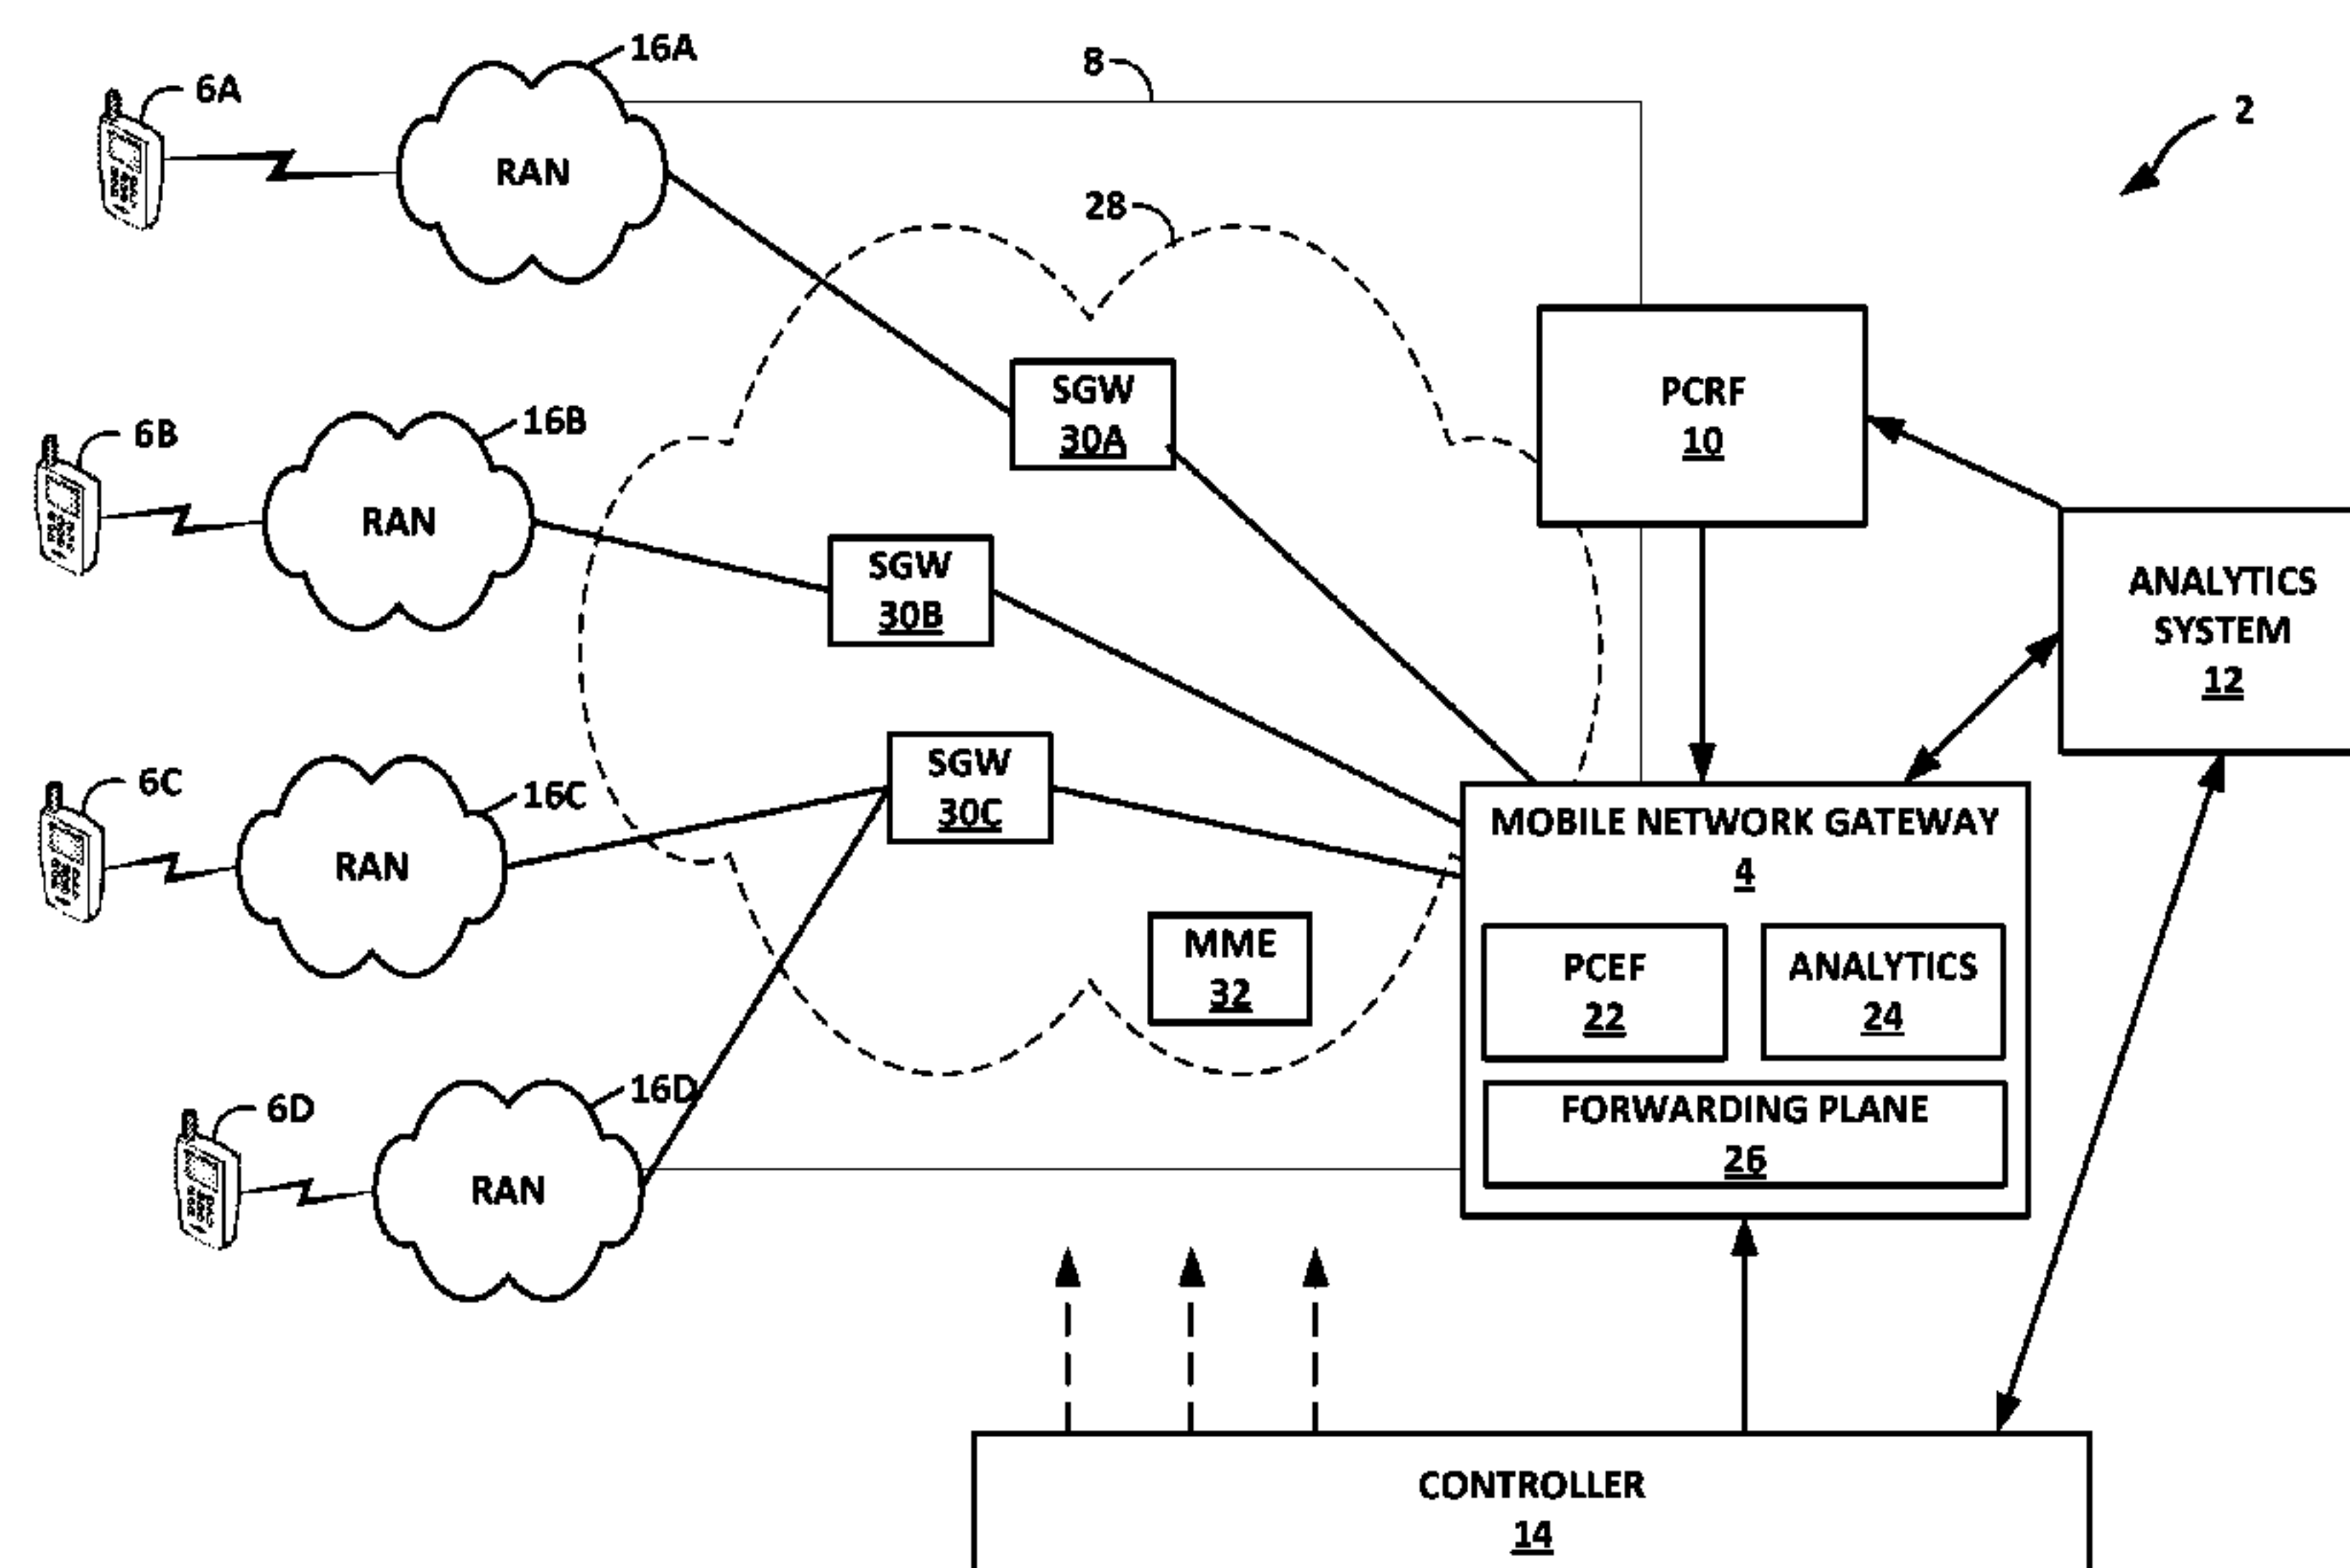 16A
8
6A
2
RAN
28
SGW
30A
PCRF
10
16B
6B
RAN
SGW
30B
ANALYTICS
SYSTEM
12
SGW
30C
6C
16C
RAN
MOBILE NETWORK GATEWAY
4
MME
32
PCEF
22
ANALYTICS
24
16D
6D
RAN
FORWARDING PLANE
26
CONTROLLER
14